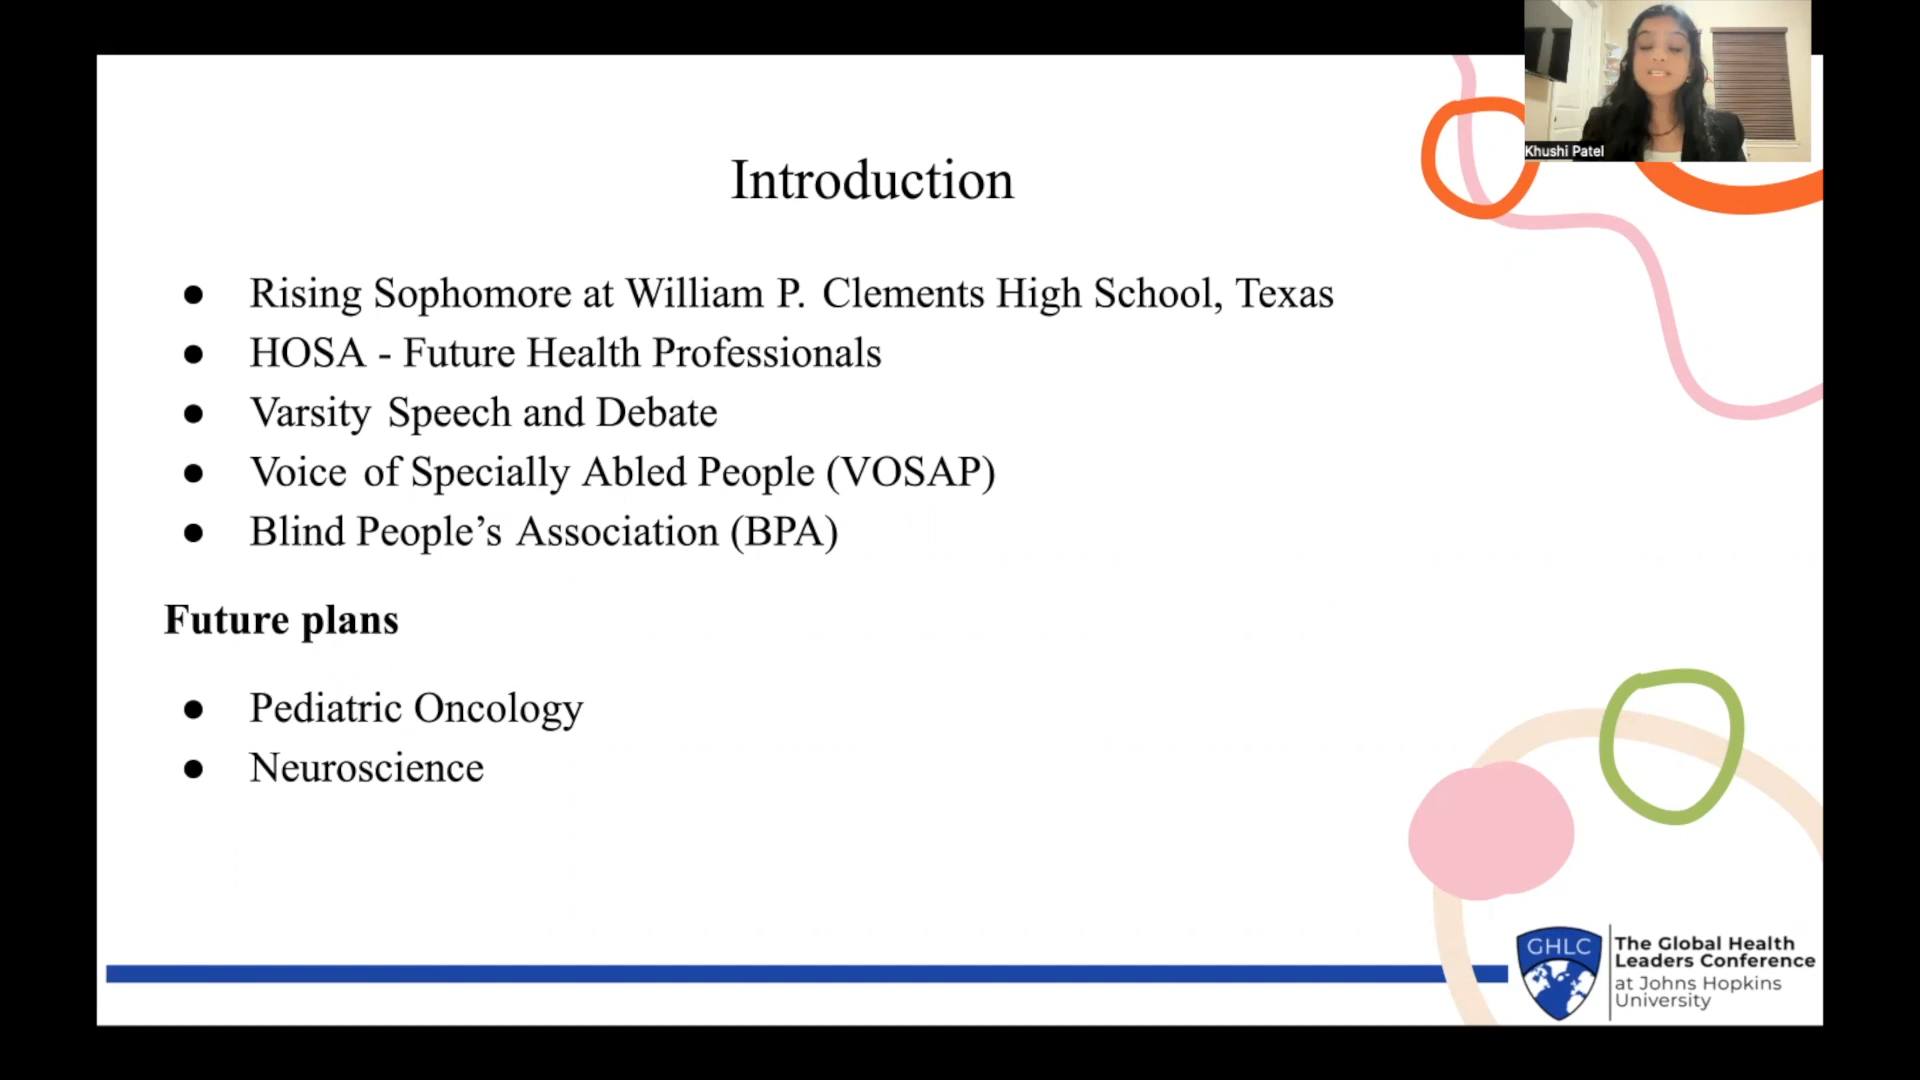 Khushi Patel
Introduction
● Rising Sophomore at William P. Clements High School, Texas
● HOSA - Future Health Professionals
● Varsity Speech and Debate
● Voice of Specially Abled People (VOSAP)
● Blind People’s Association (BPA)
Future plans
● Pediatric Oncology
● Neuroscience
GHLC
The Global Health
Leaders Conference
at Johns Hopkins
University